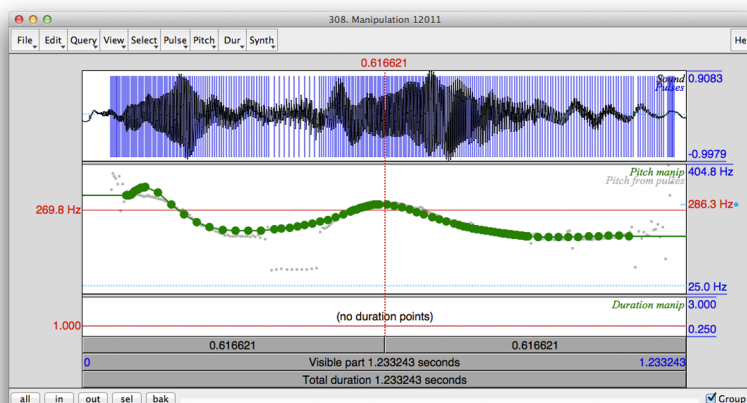 308. Manipulation 12011
File Edit Query View Select Pulse Pitch Dur Synth
0.616621
Sound
0.9083
Pulses
-0.9979
Pitch manip
404.8 Hz
Pitch from pulses
269.8 Hz
286.3 Hz
25.0 Hz
Duration manip
3.000
(no duration points)
1.000
0.250
0.616621 0.616621
0 Visible part 1.233243 seconds 1.233243
Total duration 1.233243 seconds
all in out sel bak Group